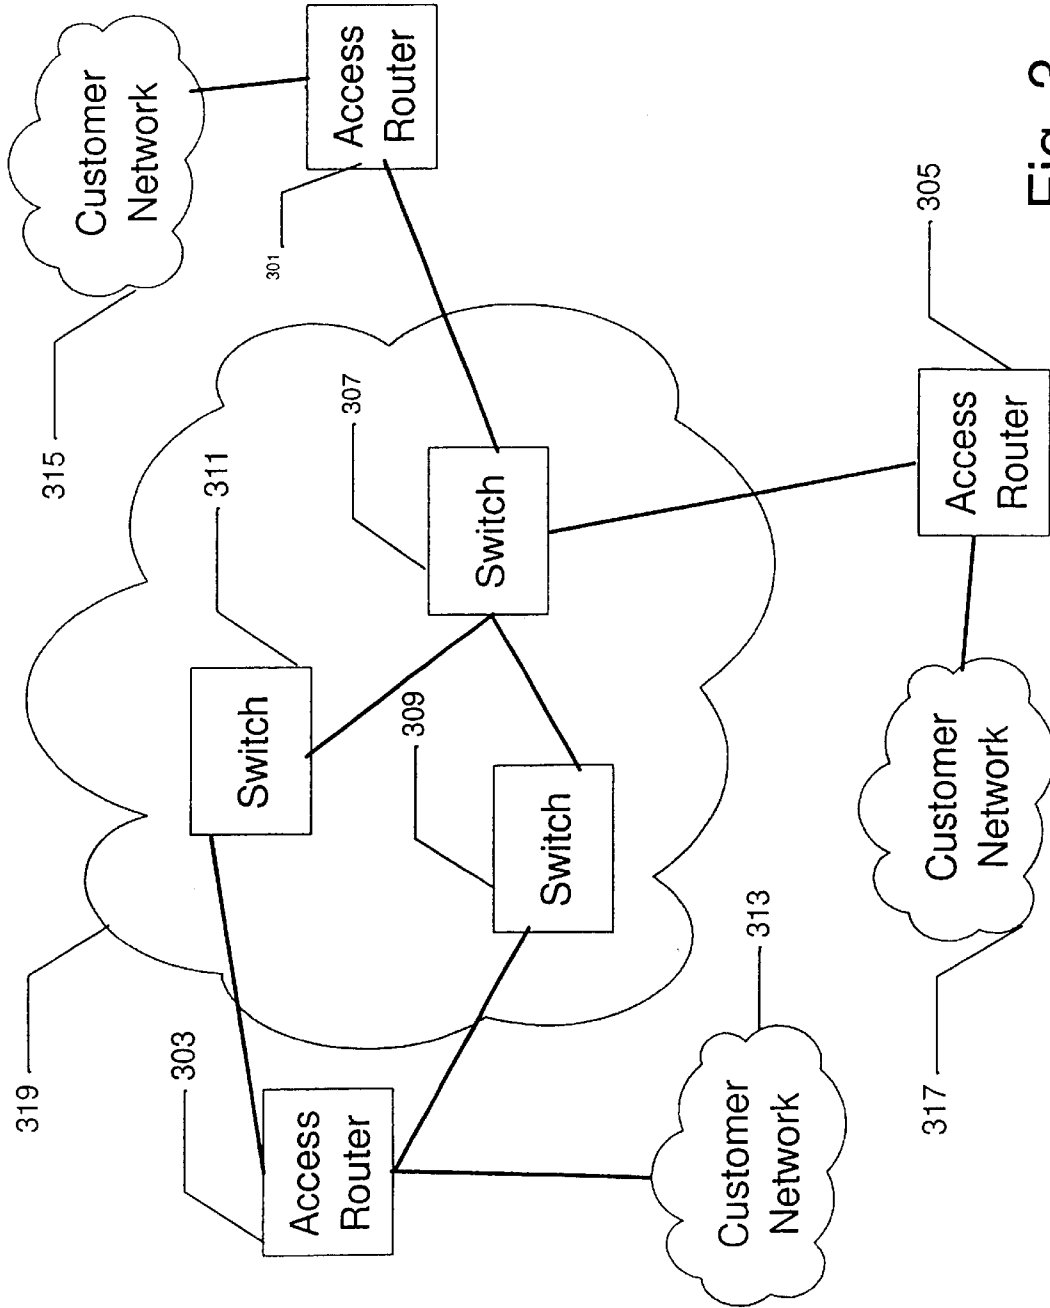 319
315
Customer
Network
303
311
Switch
301
Access
Router
307
Access
Router
309
Switch
Switch
Customer
Network
313
317
305
Customer
Network
Access
Router
Fig.